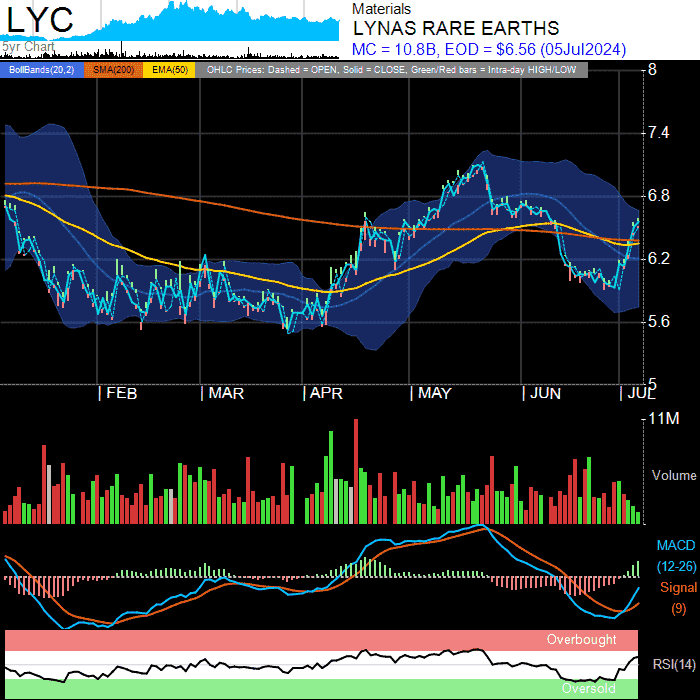 LYC
5yr Chart
Materials
LYNAS RARE EARTHS
MC = 10.8B, EOD = $6.56 (05Jul2024)
BollBands(20,2) SMA(200) EMA(50) OHLC Prices: Dashed = OPEN, Solid = CLOSE, Green/Red bars = Intra-day HIGH/LOW
8
7.4
6.8
6.2
5.6
5
FEB MAR APR MAY JUN JUL
11M
Volume
MACD
(12-26)
Signal
(9)
Overbought
RSI(14)
Oversold